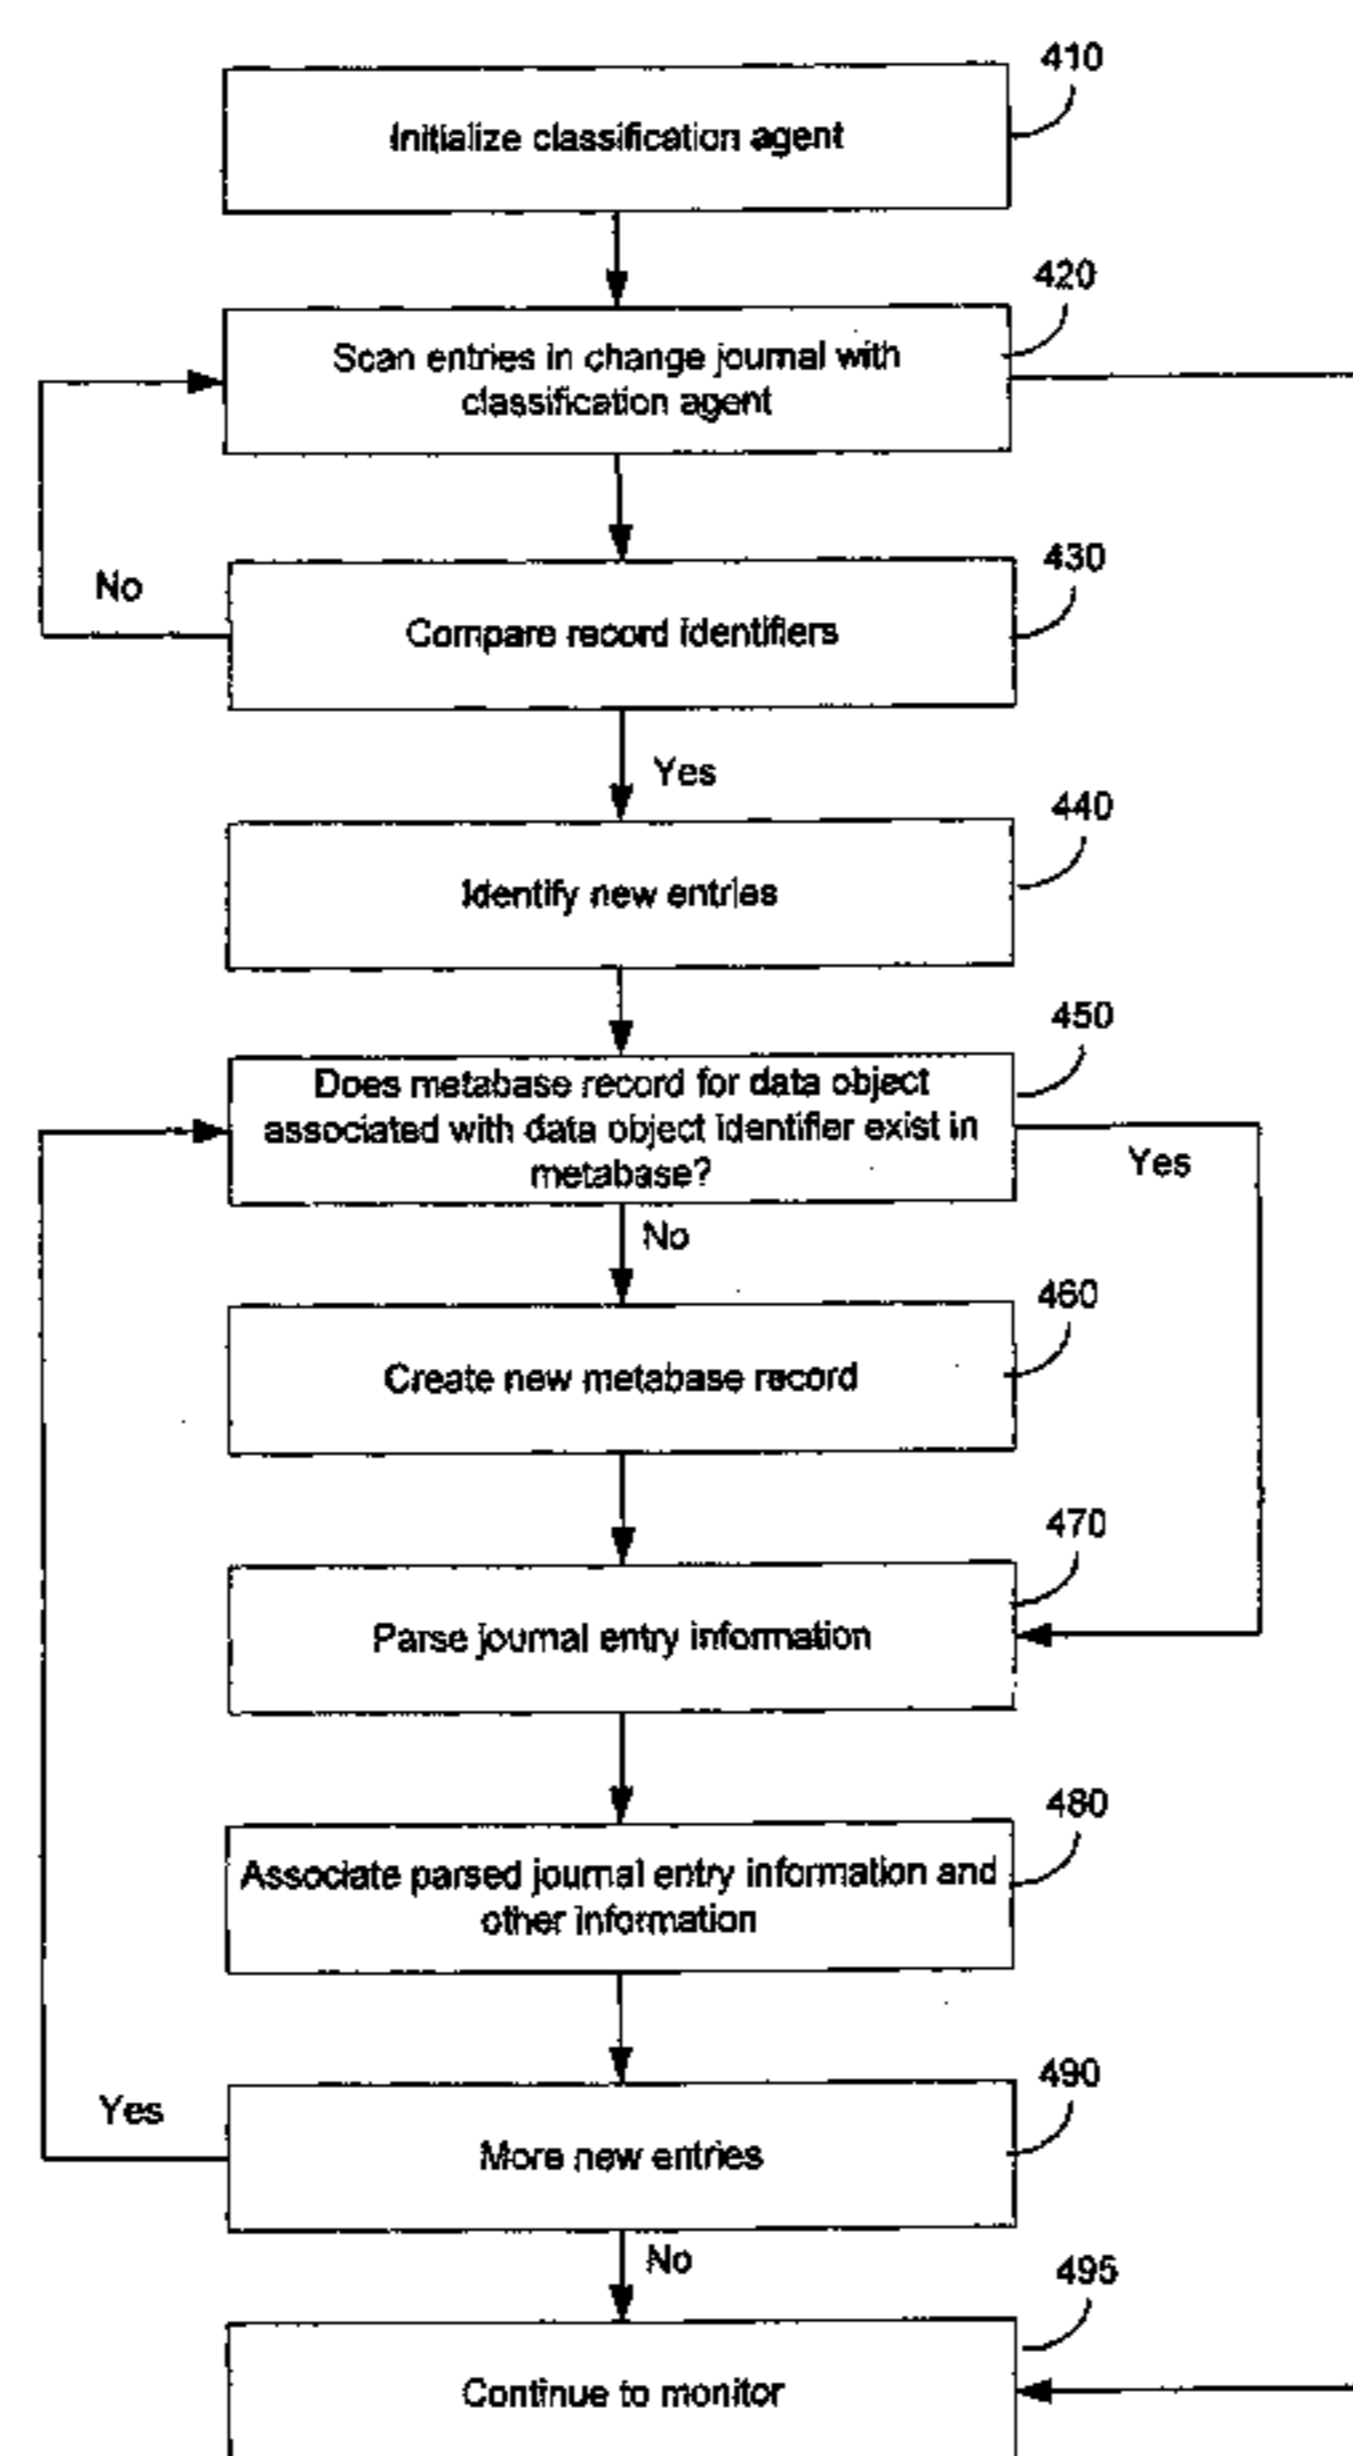 410
Initialize classification agent
420
Scan entries in change journal with
classification agent
430
No
Compare record identifiers
Yes
440
Identify new entries
450
Does metabase record for data object
associated with data object identifier exist in
metabase?
Yes
No
460
Create new metabase record
470
Parse journal entry information
480
Associate parsed journal entry information and
other information
490
Yes
More new entries
No
495
Continue to monitor